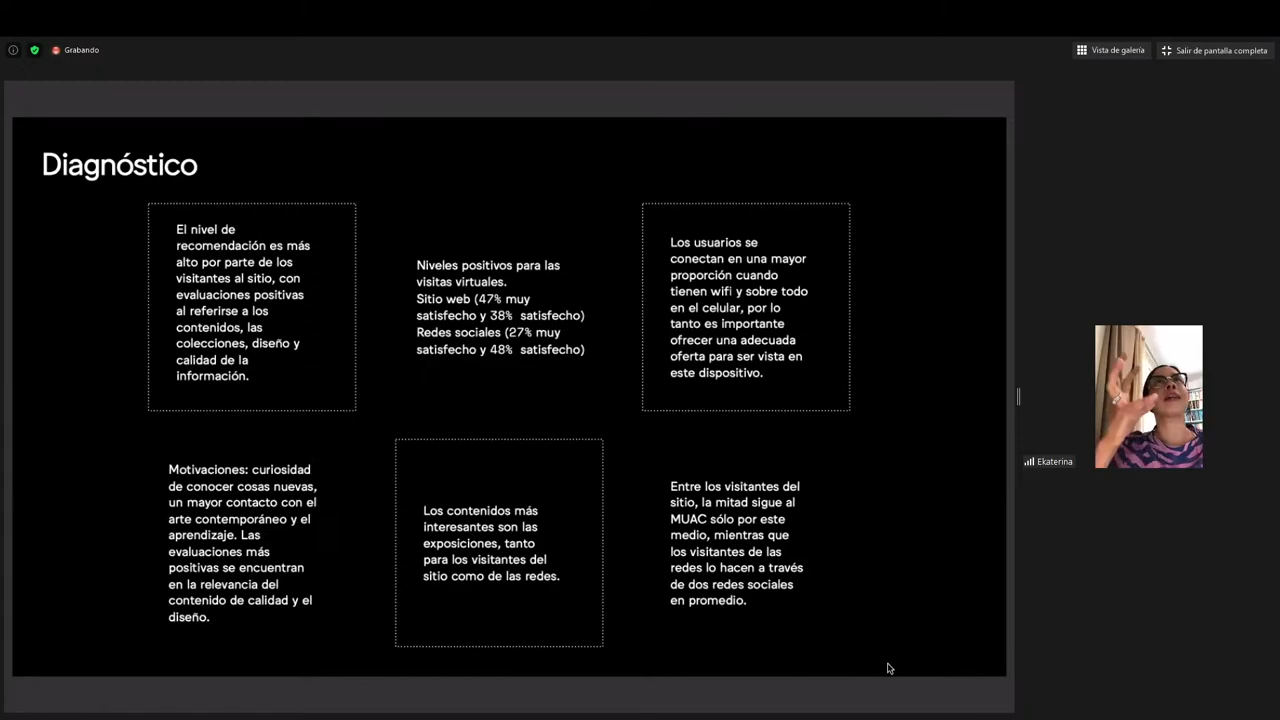 Grabando
Vista de galería
Salir de pantalla completa
Diagnóstico
El nivel de
recomendación es más
alto por parte de los
visitantes al sitio, con
evaluaciones positivas
al referirse a los
contenidos, las
colecciones, diseño y
calidad de la
información.
Niveles positivos para las
visitas virtuales.
Sitio web (47% muy
satisfecho y 38% satisfecho)
Redes sociales (27% muy
satisfecho y 48% satisfecho)
Los usuarios se
conectan en una mayor
proporción cuando
tienen wifi y sobre todo
en el celular, por lo
tanto es importante
ofrecer una adecuada
oferta para ser vista en
este dispositivo.
Motivaciones: curiosidad
de conocer cosas nuevas,
un mayor contacto con el
arte contemporáneo y el
aprendizaje. Las
evaluaciones más
positivas se encuentran
en la relevancia del
contenido de calidad y el
diseño.
Los contenidos más
interesantes son las
exposiciones, tanto
para los visitantes del
sitio como de las redes.
Entre los visitantes del
sitio, la mitad sigue al
MUAC sólo por este
medio, mientras que
los visitantes de las
redes lo hacen a través
de dos redes sociales
en promedio.
Ekaterina